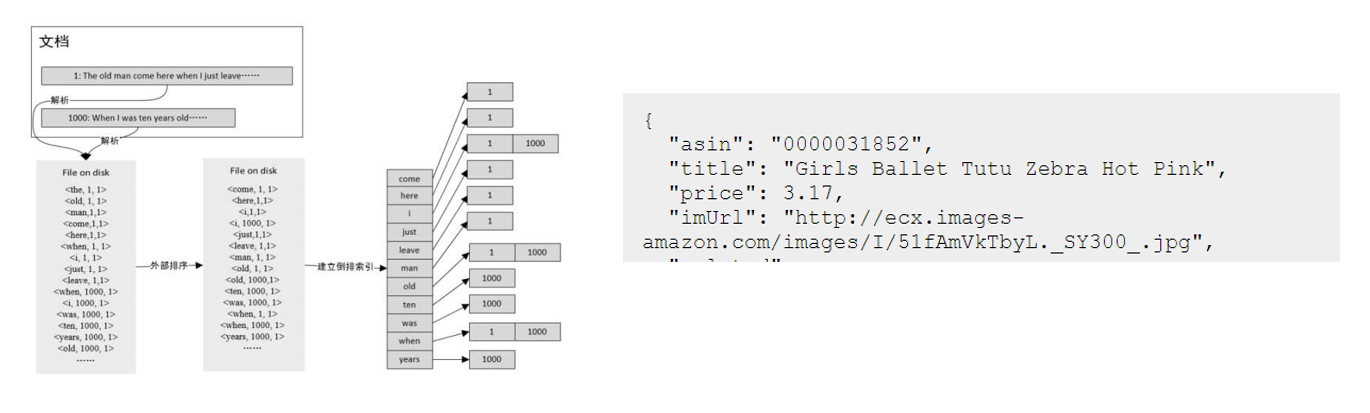 文档
1: The old man come here when I just leave……
解析
1000: When I was ten years old……
解析
File on disk
<the, 1, 1>
<old, 1, 1>
<man,1,1>
<come,1,1>
<here,1,1>
<when, 1, 1>
<i, 1, 1>
<just, 1, 1>
<leave, 1,1>
<when, 1000, 1>
<i, 1000, 1>
<was, 1000, 1>
<ten, 1000, 1>
<years, 1000, 1>
<old, 1000, 1>
……
外部排序
File on disk
<come, 1, 1>
<here,1,1>
<i,1,1>
<i, 1000, 1>
<just,1,1>
<leave, 1,1>
<man, 1, 1>
<old, 1, 1>
<old, 1000,1>
<ten, 1000, 1>
<was, 1000, 1>
<when, 1, 1>
<when, 1000, 1>
<years, 1000, 1>
……
建立倒排索引
come
here
i
just
leave
man
old
ten
was
when
years
1
1
1 1000
1
1
1
1 1000
1000
1000
1 1000
1000
{
"asin": "0000031852",
"title": "Girls Ballet Tutu Zebra Hot Pink",
"price": 3.17,
"imUrl": "http://ecx.images-
amazon.com/images/I/51fAmVkTbyL._SY300_.jpg",